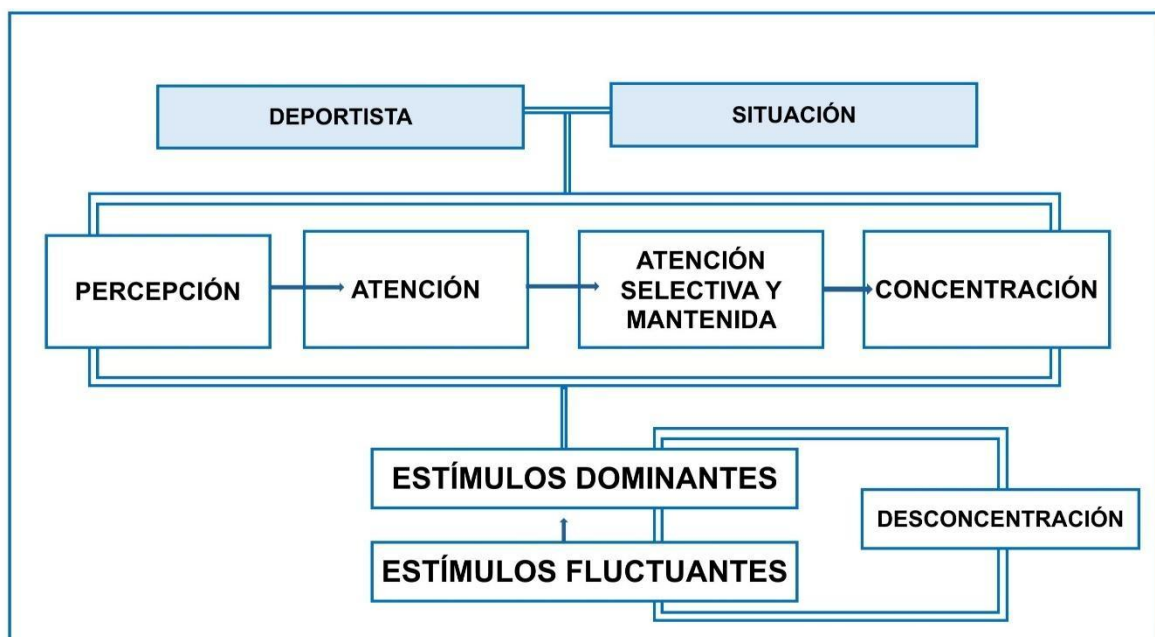 DEPORTISTA
SITUACIÓN
PERCEPCIÓN
ATENCIÓN
ATENCIÓN
SELECTIVA Y
MANTENIDA
CONCENTRACIÓN
ESTÍMULOS DOMINANTES
DESCONCENTRACIÓN
ESTÍMULOS FLUCTUANTES